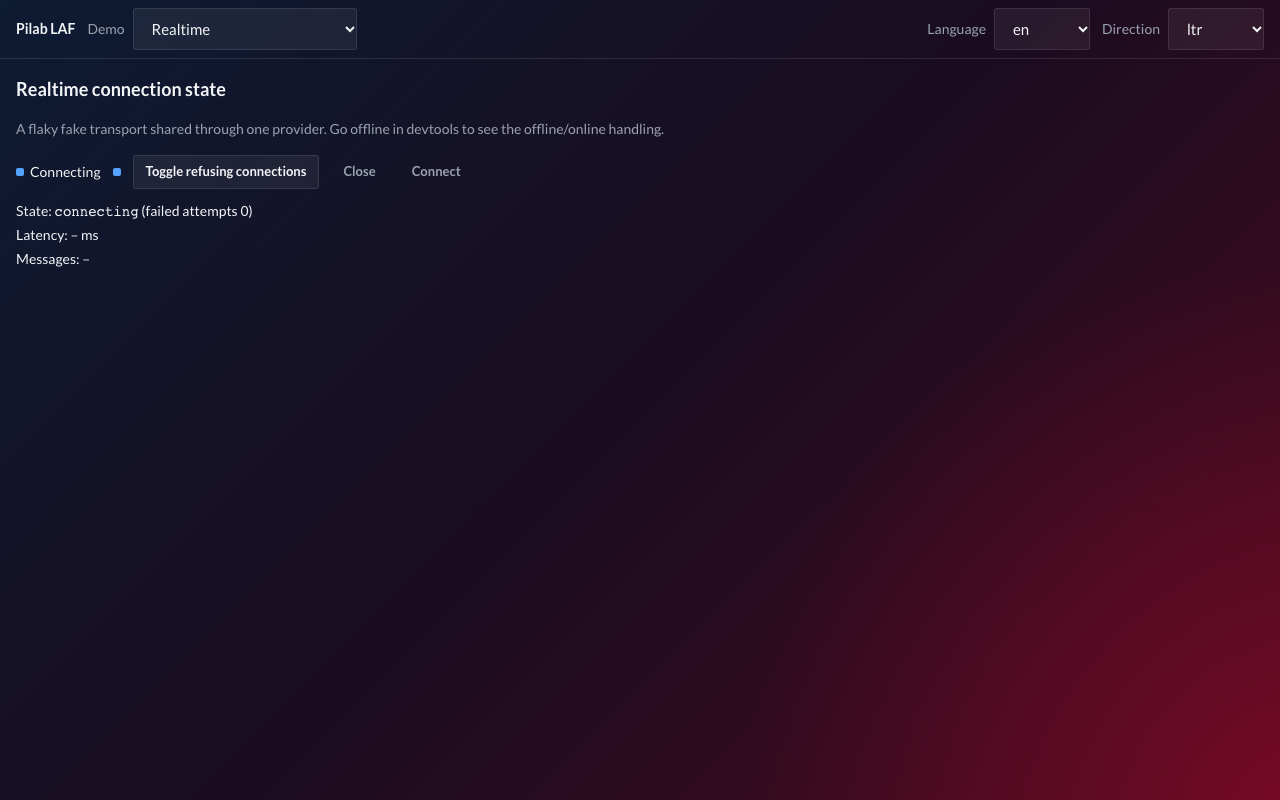 Pilab LAF Demo Realtime Language en Direction ltr
Realtime connection state
A flaky fake transport shared through one provider. Go offline in devtools to see the offline/online handling.
Connecting Toggle refusing connections Close Connect
State: connecting (failed attempts 0)
Latency: – ms
Messages: –